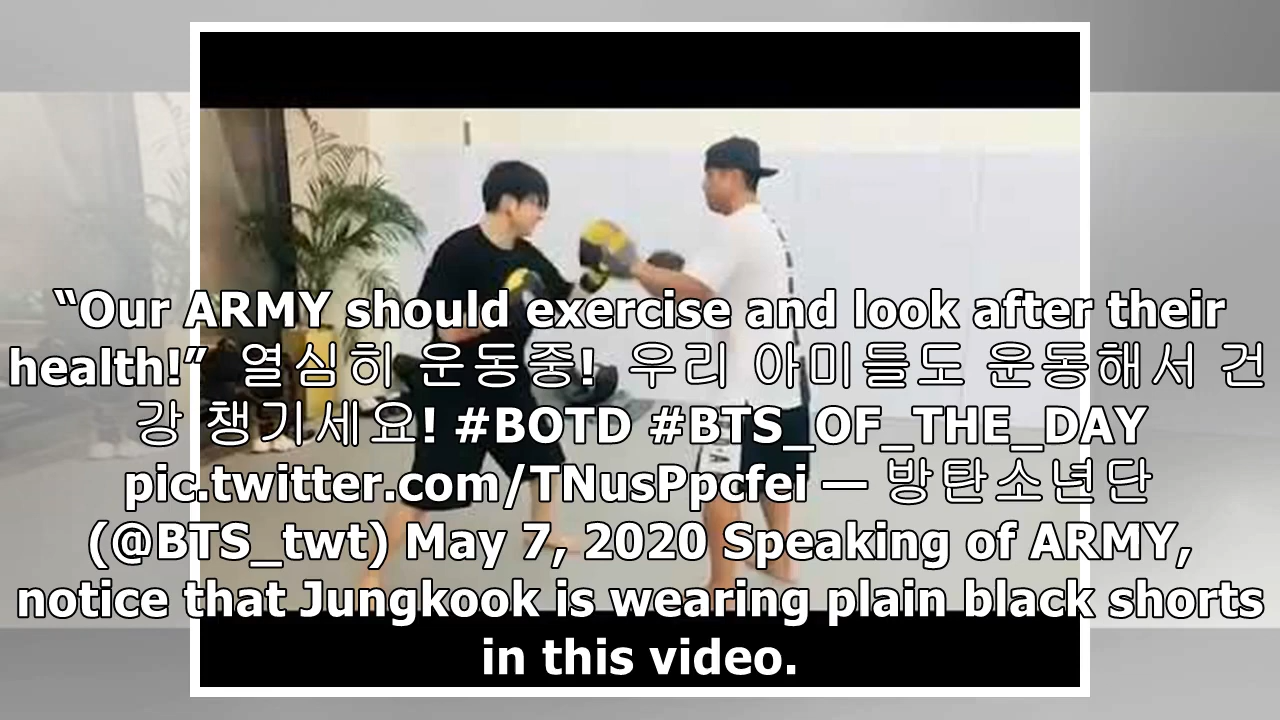 “Our ARMY should exercise and look after their
health!” 열심히 운동중! 우리 아미들도 운동해서 건
강 챙기세요! #BOTD #BTS_OF_THE_DAY
pic.twitter.com/TNusPpcfei — 방탄소년단
(@BTS_twt) May 7, 2020 Speaking of ARMY,
notice that Jungkook is wearing plain black shorts
in this video.